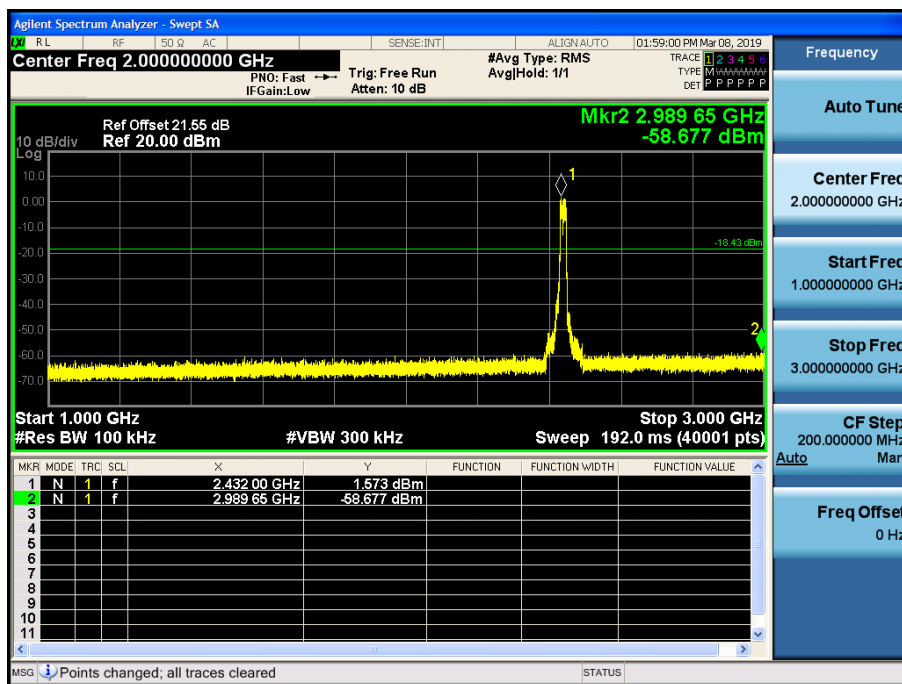 Agilent Spectrum Analyzer - Swept SA
LXI RL RF 50 Ω AC SENSE:INT ALIGN AUTO 01:59:00 PM Mar 08, 2019
Center Freq 2.000000000 GHz
PNO: Fast
IFGain:Low
Trig: Free Run
Atten: 10 dB
#Avg Type: RMS
Avg|Hold: 1/1
TRACE 1 2 3 4 5 6
TYPE M W W W W W
DET P P P P P P
Ref Offset 21.55 dB
Ref 20.00 dBm
10 dB/div
Log
Mkr2 2.989 65 GHz
-58.677 dBm
10.0
0.00
-10.0
-20.0
-30.0
-40.0
-50.0
-60.0
-70.0
1
-18.43 dBm
2
Start 1.000 GHz
#Res BW 100 kHz
#VBW 300 kHz
Stop 3.000 GHz
Sweep 192.0 ms (40001 pts)
MKR MODE TRC SCL X Y FUNCTION FUNCTION WIDTH FUNCTION VALUE
1 N 1 f 2.432 00 GHz 1.573 dBm
2 N 1 f 2.989 65 GHz -58.677 dBm
3
4
5
6
7
8
9
10
11
MSG Points changed; all traces cleared STATUS
Frequency
Auto Tune
Center Freq
2.000000000 GHz
Start Freq
1.000000000 GHz
Stop Freq
3.000000000 GHz
CF Step
200.000000 MHz
Auto Man
Freq Offset
0 Hz